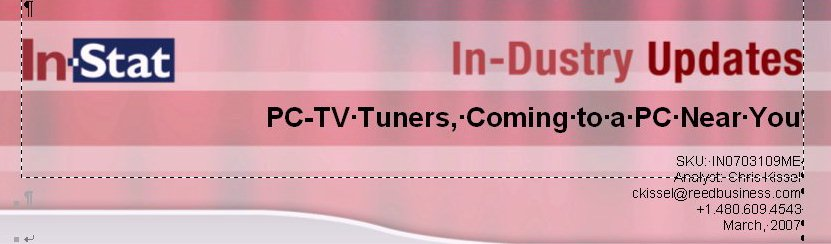 In-Stat
In-Dustry Updates
PC-TV Tuners, Coming to a PC Near You
SKU: IN0703109ME
Analyst: Chris Kissel
ckissel@reedbusiness.com
+1.480.609.4543
March, 2007